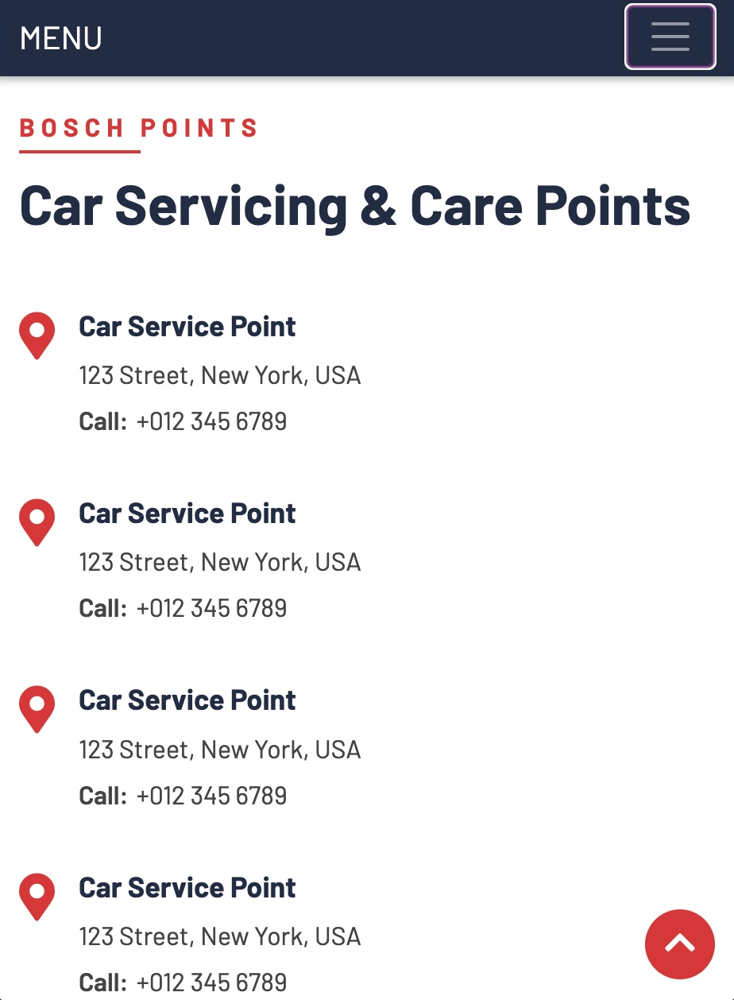 MENU
BOSCH POINTS
Car Servicing & Care Points
Car Service Point
123 Street, New York, USA
Call: +012 345 6789
Car Service Point
123 Street, New York, USA
Call: +012 345 6789
Car Service Point
123 Street, New York, USA
Call: +012 345 6789
Car Service Point
123 Street, New York, USA
Call: +012 345 6789